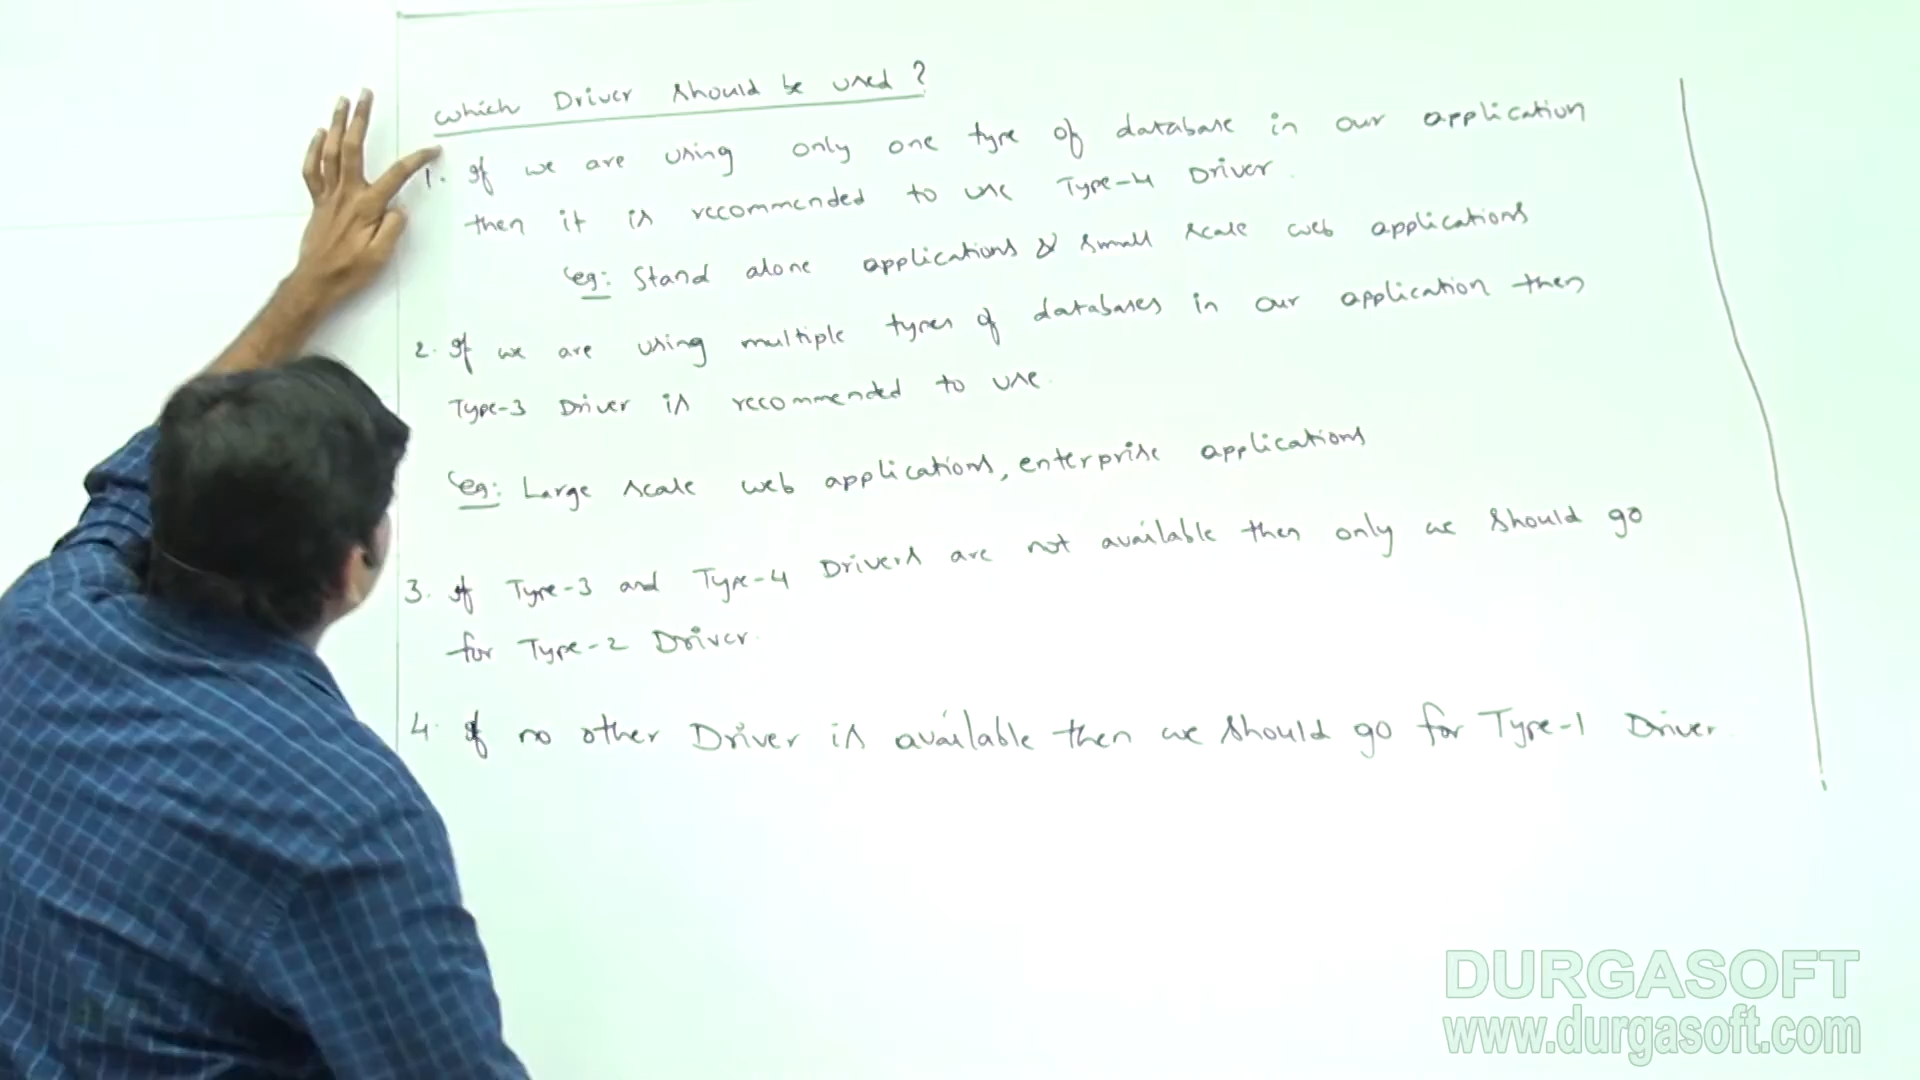 Which Driver should be used?
1. If we are using only one type of database in our application
then it is recommended to use Type-4 Driver.
eg: Stand alone applications & small scale web applications
2. If we are using multiple types of databases in our application then
Type-3 Driver is recommended to use.
eg: Large scale web applications, enterprise applications
3. If Type-3 and Type-4 Drivers are not available then only we should go
for Type-2 Driver.
4. If no other Driver is available then we should go for Type-1 Driver
DURGASOFT
www.durgasoft.com